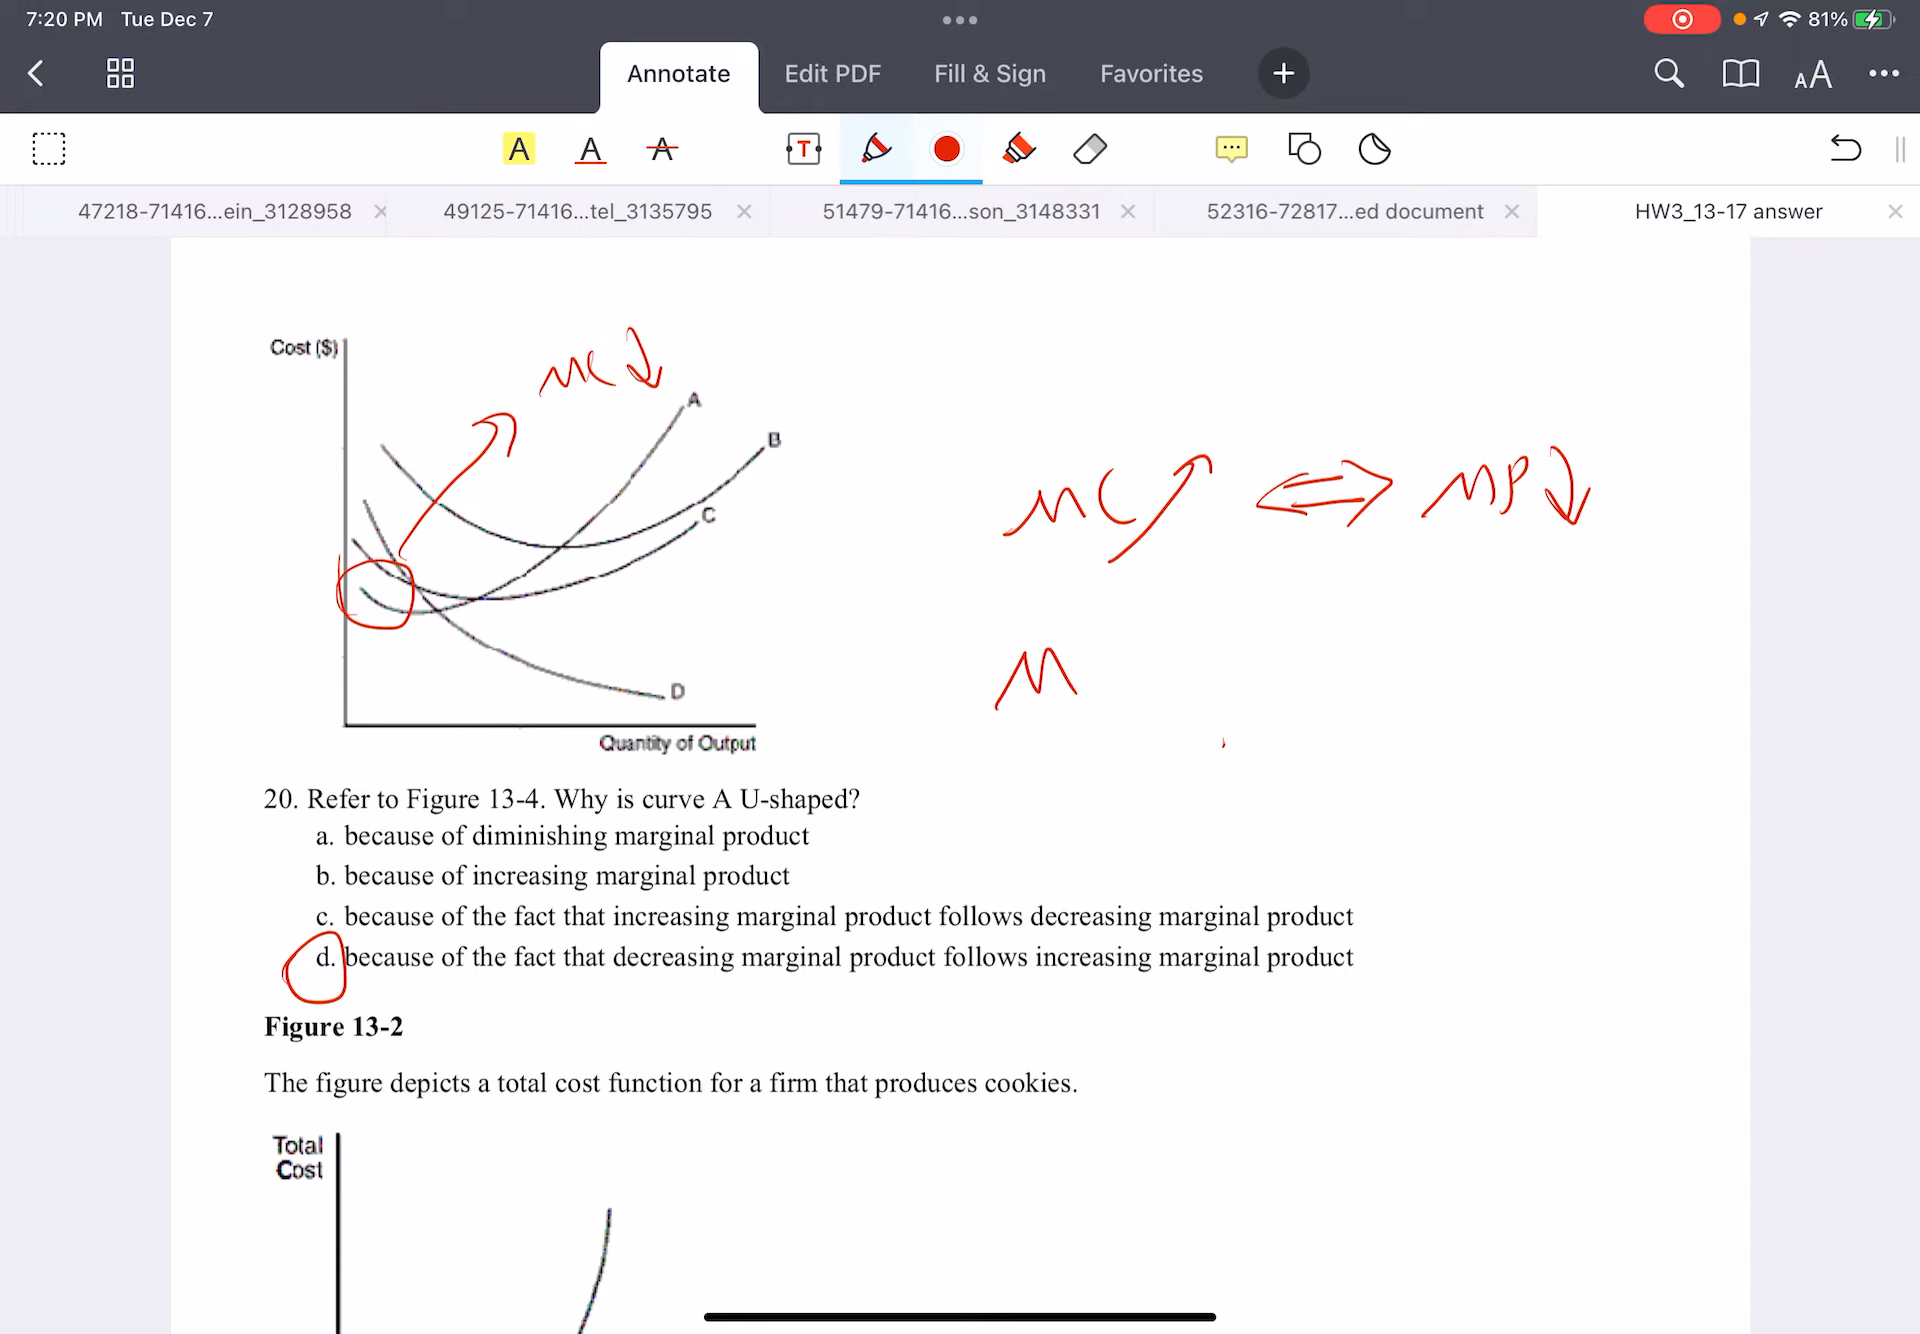 7:20 PM Tue Dec 7
81%
Annotate Edit PDF Fill & Sign Favorites
AA
A A A T
47218-71416...ein_3128958 49125-71416...tel_3135795 51479-71416...son_3148331 52316-72817...ed document HW3_13-17 answer
Cost ($)
MC ↓
A
B
C
MC ↗ ⇔ MP ↓
M
D
Quantity of Output
20. Refer to Figure 13-4. Why is curve A U-shaped?
a. because of diminishing marginal product
b. because of increasing marginal product
c. because of the fact that increasing marginal product follows decreasing marginal product
d. because of the fact that decreasing marginal product follows increasing marginal product
Figure 13-2
The figure depicts a total cost function for a firm that produces cookies.
Total
Cost